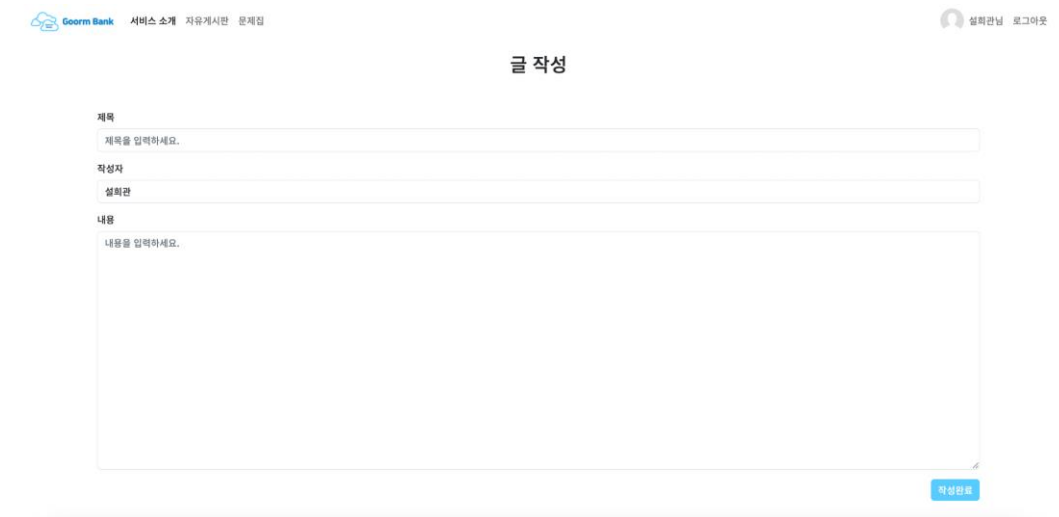 Goorm Bank 서비스 소개 자유게시판 문제집 설희관님 로그아웃
글 작성
제목
제목을 입력하세요.
작성자
설희관
내용
내용을 입력하세요.
작성완료